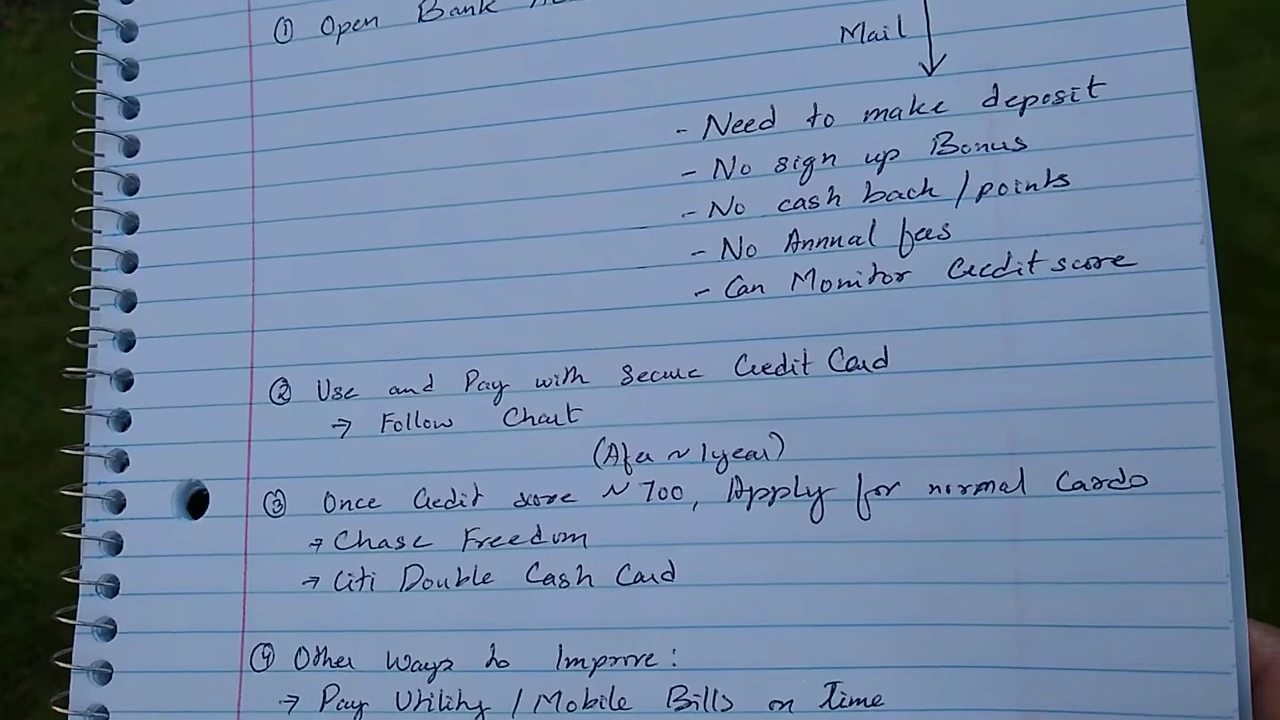 ① Open Bank
Mail
- Need to make deposit
- No sign up Bonus
- No cash back / points
- No Annual fees
- Can Monitor Credit score
② Use and Pay with Secure Credit Card
→ Follow Chart
(After ~ 1 year)
③ Once Credit score ~ 700, Apply for normal Cards
→ Chase Freedom
→ Citi Double Cash Card
④ Other Ways to Improve:
→ Pay Utility / Mobile Bills on Time